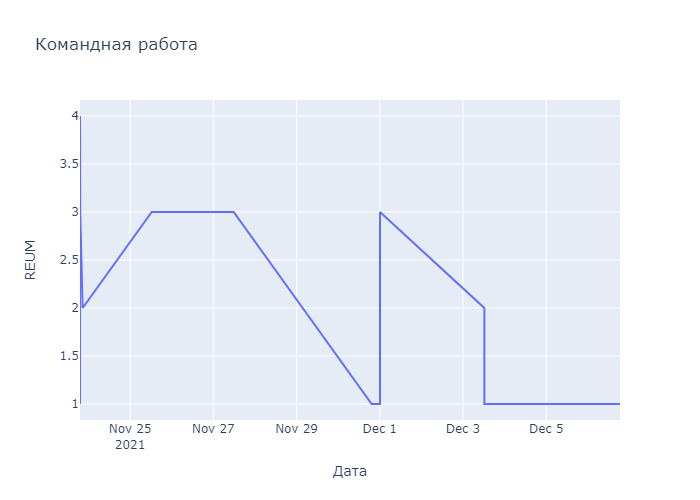 Командная работа
4
3.5
3
2.5
2
1.5
1
REUM
Nov 25
2021
Nov 27
Nov 29
Dec 1
Dec 3
Dec 5
Дата